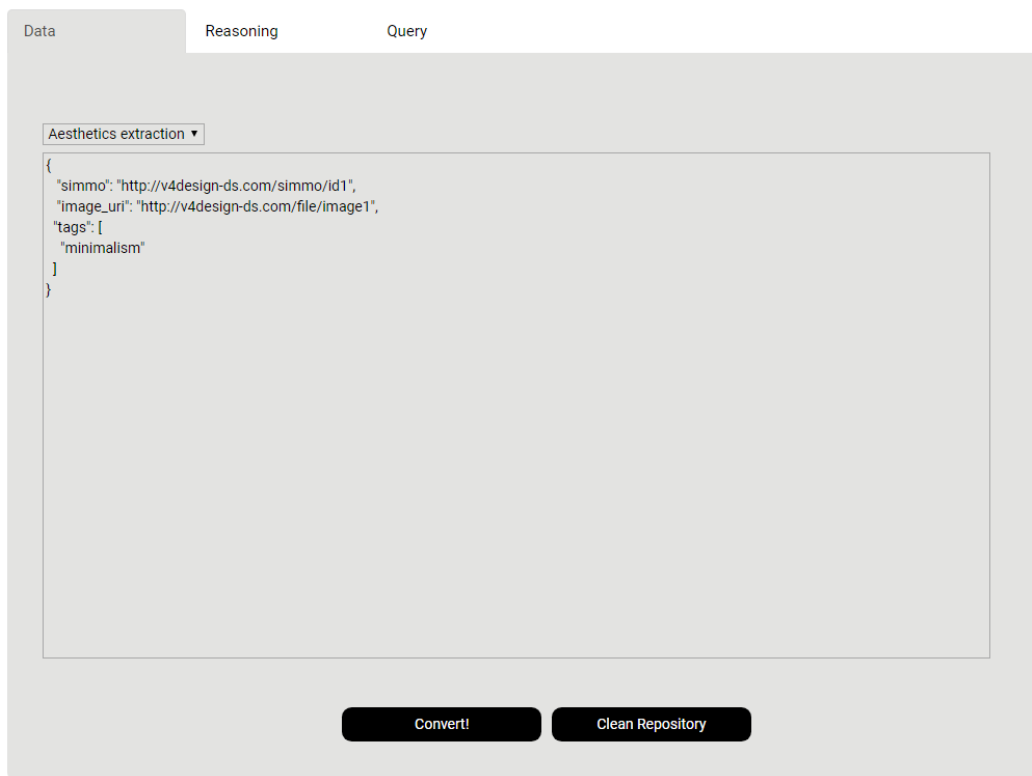 Data Reasoning Query
Aesthetics extraction ▼
{
"simmo": "http://v4design-ds.com/simmo/id1",
"image_uri": "http://v4design-ds.com/file/image1",
"tags": [
"minimalism"
]
}
Convert! Clean Repository